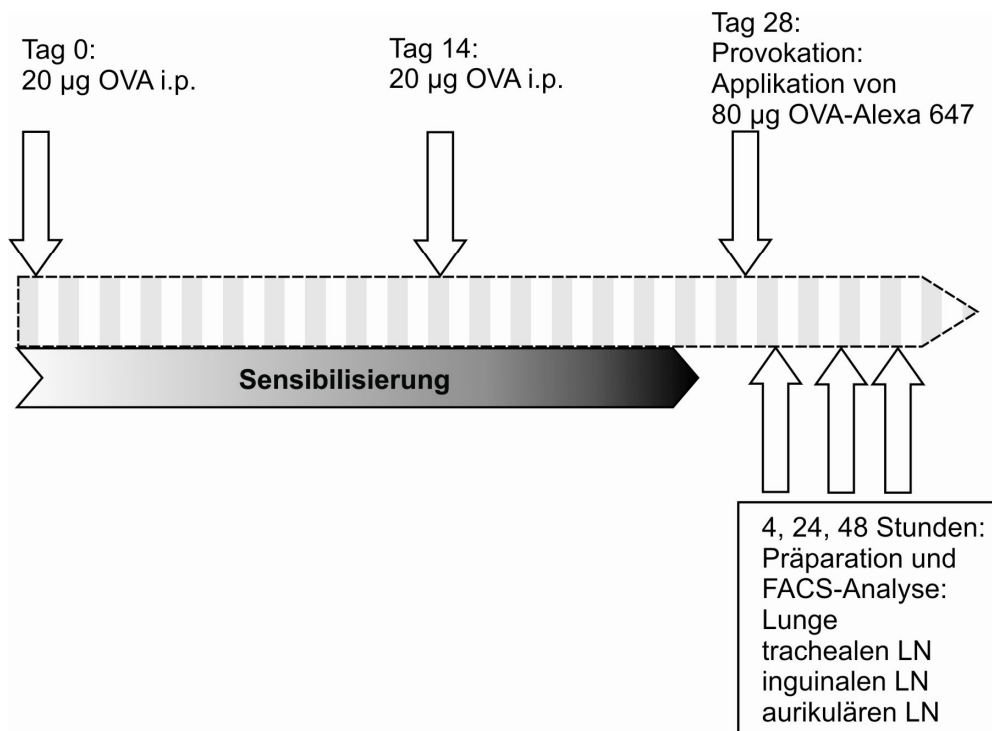 Tag 0:
20 µg OVA i.p.
Tag 14:
20 µg OVA i.p.
Tag 28:
Provokation:
Applikation von
80 µg OVA-Alexa 647
Sensibilisierung
4, 24, 48 Stunden:
Präparation und
FACS-Analyse:
Lunge
trachealen LN
inguinalen LN
aurikulären LN